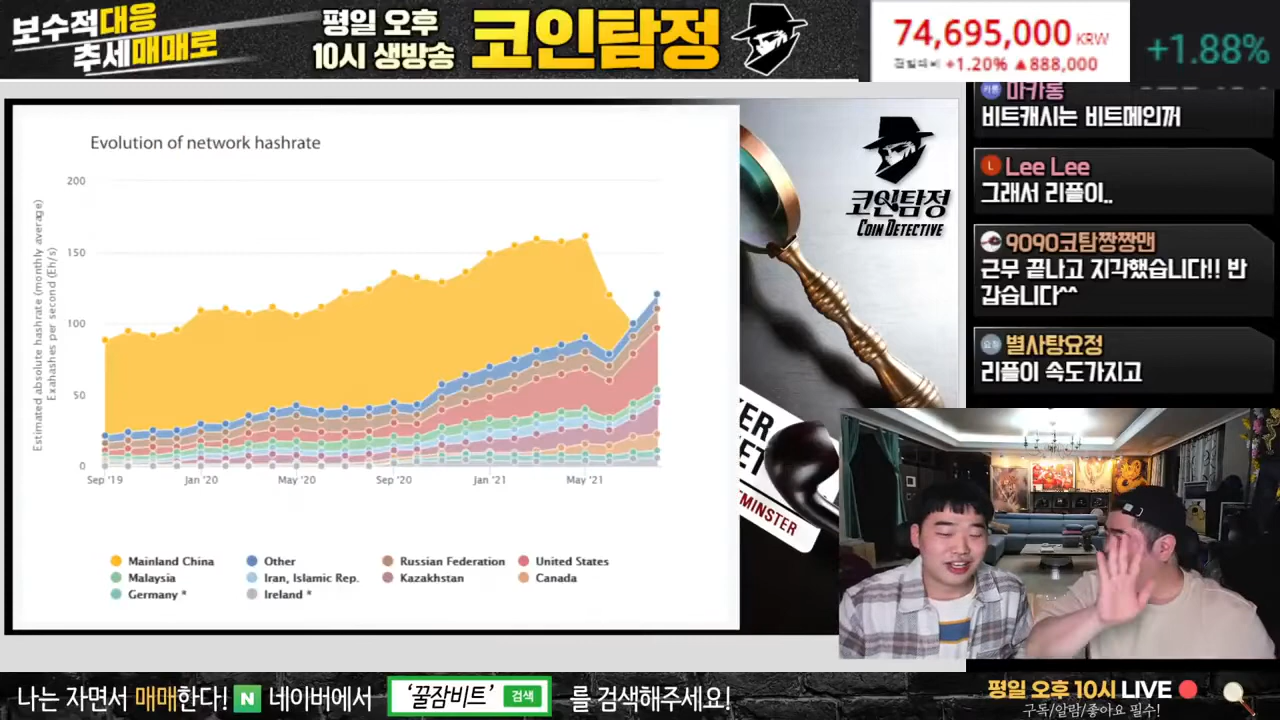 보수적대응
추세매매로
평일 오후
10시 생방송
코인탐정
74,695,000 KRW
전일대비 +1.20% ▲888,000
+1.88%
Evolution of network hashrate
Estimated absolute hashrate (monthly average)
Exahashes per second (Eh/s)
200
150
100
50
0
Sep '19
Jan '20
May '20
Sep '20
Jan '21
May '21
Mainland China
Other
Russian Federation
United States
Malaysia
Iran, Islamic Rep.
Kazakhstan
Canada
Germany *
Ireland *
코인탐정
COIN DETECTIVE
MINSTER
마카롱
비트캐시는 비트메인꺼
L Lee Lee
그래서 리플이..
9090코탐짱짱맨
근무 끝나고 지각했습니다!! 반
갑습니다^^
별사탕요정
리플이 속도가지고
나는 자면서 매매한다! N 네이버에서 '꿀잠비트' 검색 를 검색해주세요!
평일 오후 10시 LIVE
구독/알람/좋아요 필수!